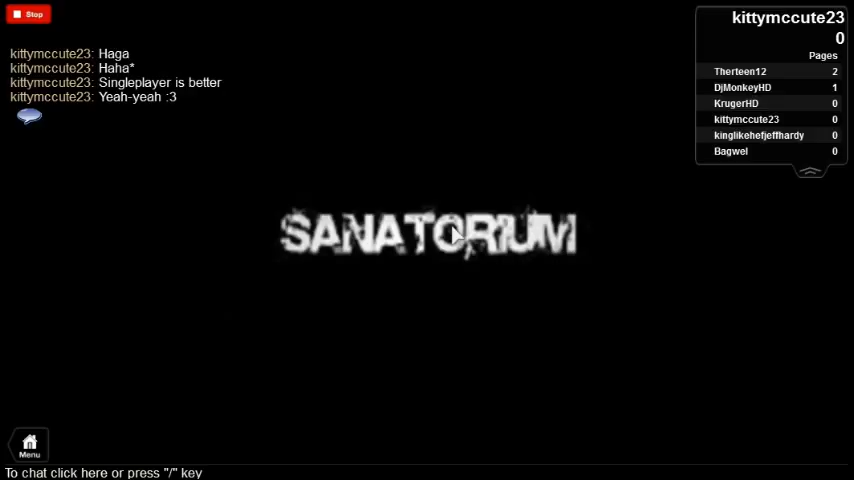 Stop
kittymccute23: Haga
kittymccute23: Haha*
kittymccute23: Singleplayer is better
kittymccute23: Yeah-yeah :3
kittymccute23
0
Pages
Therteen12 2
DjMonkeyHD 1
KrugerHD 0
kittymccute23 0
kinglikehefjeffhardy 0
Bagwel 0
SANATORIUM
Menu
To chat click here or press "/" key